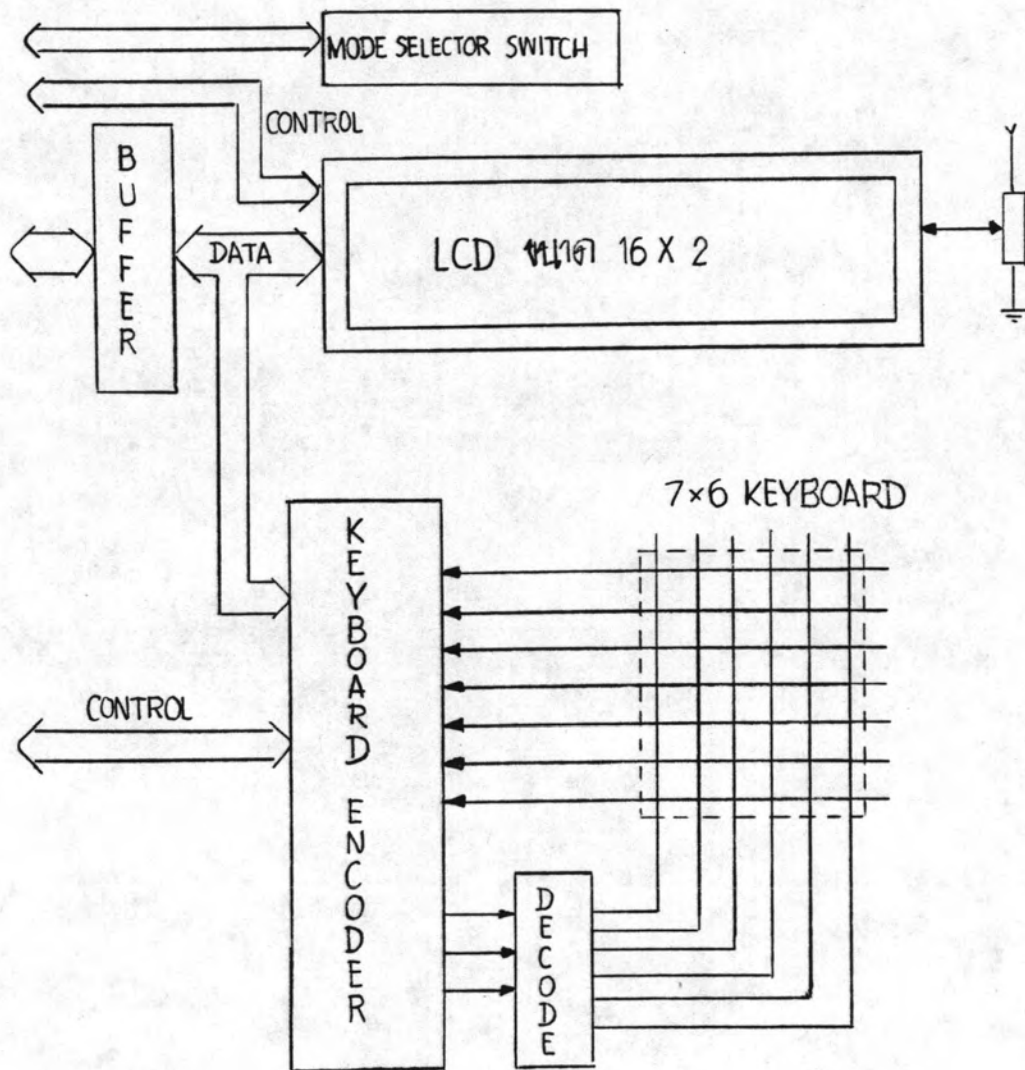 MODE SELECTOR SWITCH
CONTROL
BUFFER
DATA
LCD ขนาด 16 X 2
7×6 KEYBOARD
KEYBOARD ENCODER
CONTROL
DECODE